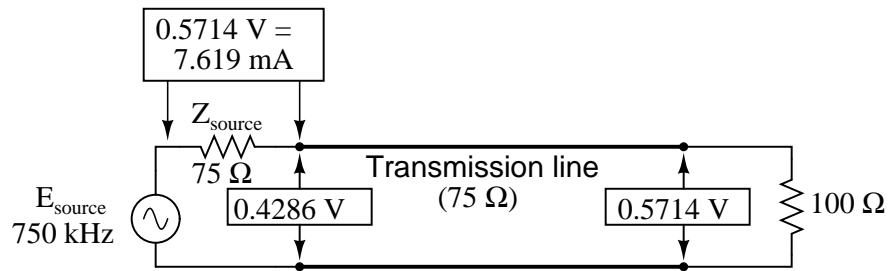 0.5714 V =
7.619 mA
Zsource
75 Ω
Transmission line
(75 Ω)
Esource
750 kHz
0.4286 V
0.5714 V
100 Ω